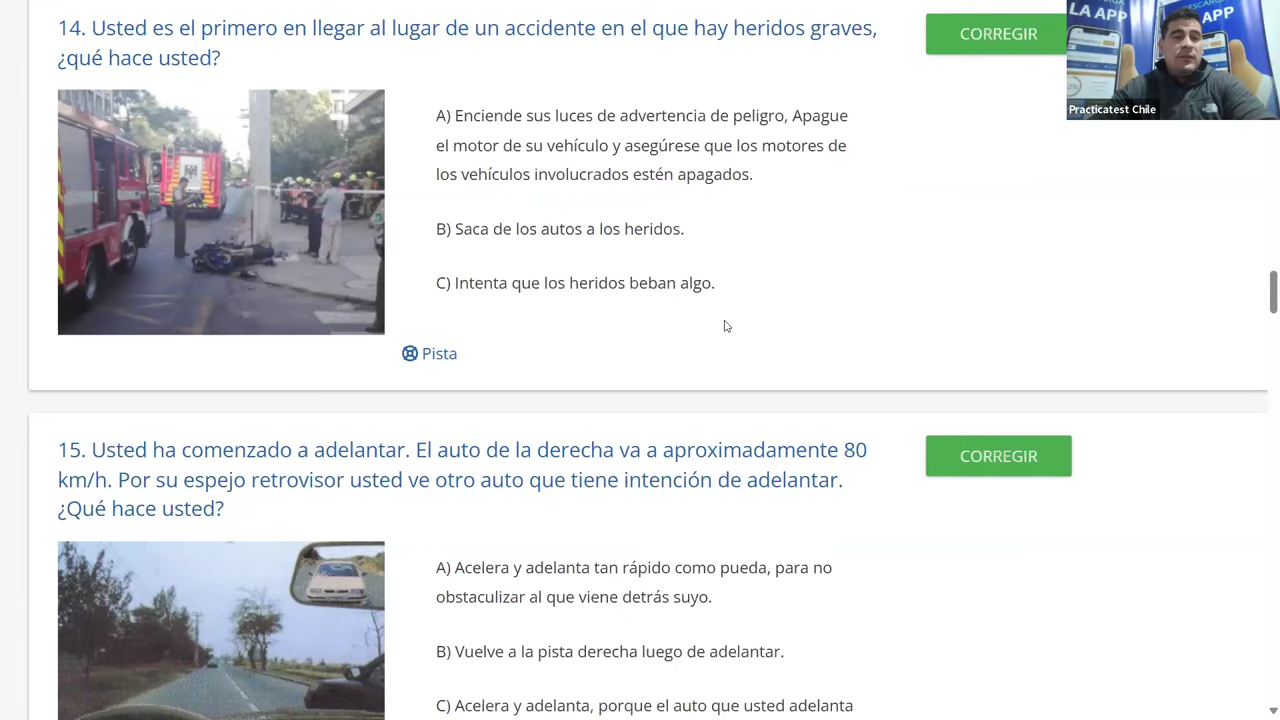 14. Usted es el primero en llegar al lugar de un accidente en el que hay heridos graves,
¿qué hace usted?
CORREGIR
LA APP
APP
Practicatest Chile
A) Enciende sus luces de advertencia de peligro, Apague
el motor de su vehículo y asegúrese que los motores de
los vehículos involucrados estén apagados.
B) Saca de los autos a los heridos.
C) Intenta que los heridos beban algo.
Pista
15. Usted ha comenzado a adelantar. El auto de la derecha va a aproximadamente 80
km/h. Por su espejo retrovisor usted ve otro auto que tiene intención de adelantar.
¿Qué hace usted?
CORREGIR
A) Acelera y adelanta tan rápido como pueda, para no
obstaculizar al que viene detrás suyo.
B) Vuelve a la pista derecha luego de adelantar.
C) Acelera y adelanta, porque el auto que usted adelanta